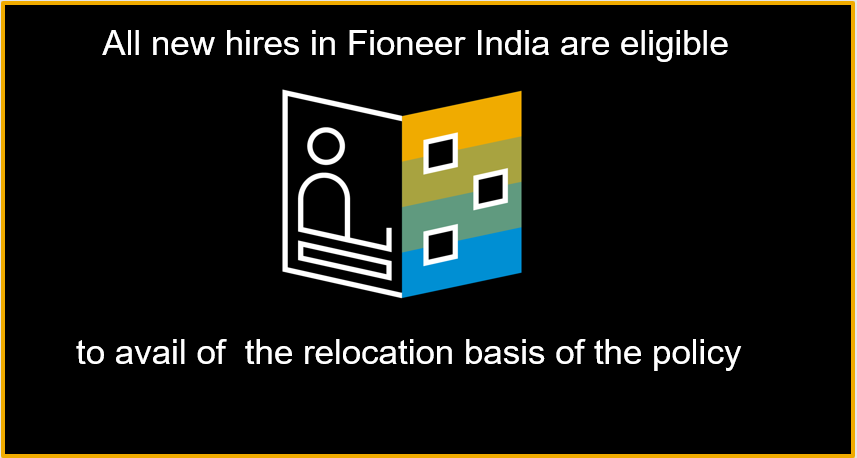 All new hires in Fioneer India are eligible
to avail of  the relocation basis of the policy